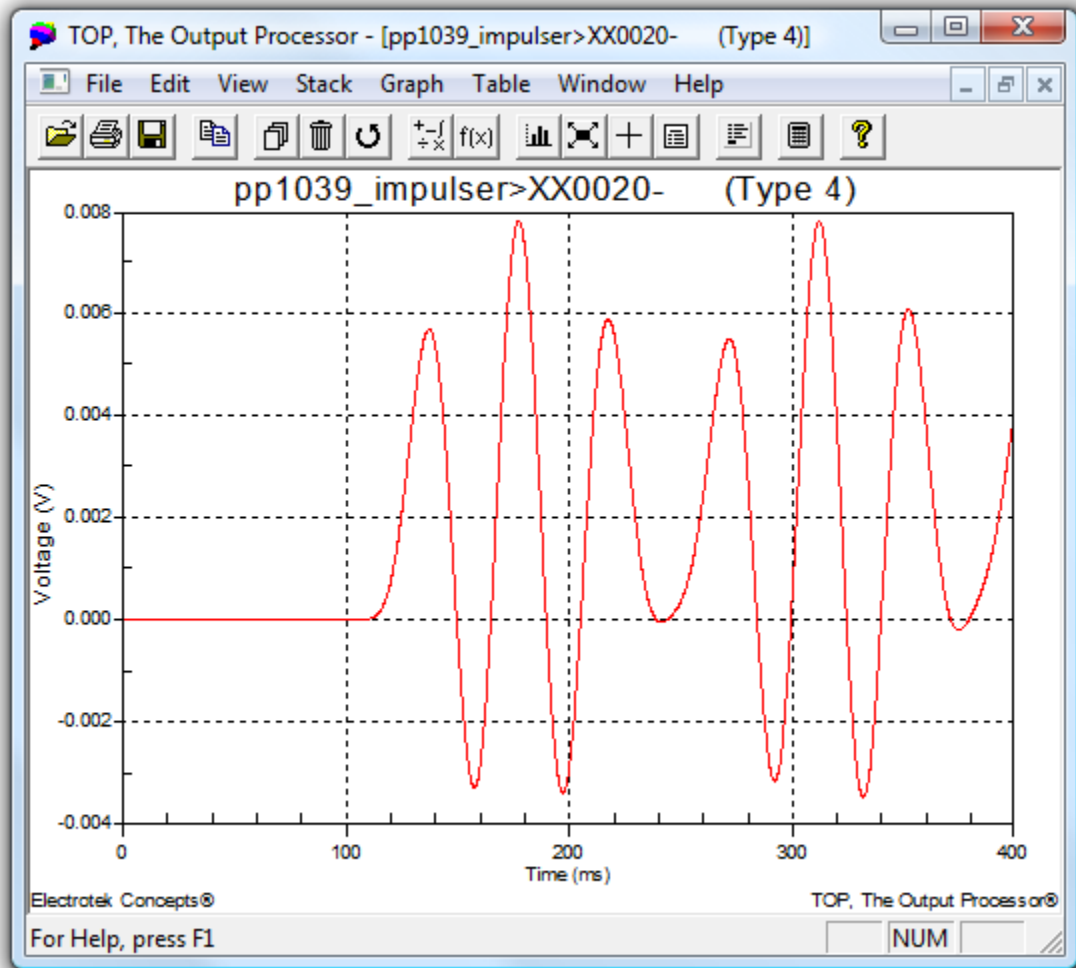 TOP, The Output Processor - [pp1039_impulser>XX0020- (Type 4)]
File Edit View Stack Graph Table Window Help
f(x)
pp1039_impulser>XX0020- (Type 4)
0.008
0.006
0.004
0.002
0.000
-0.002
-0.004
Voltage (V)
0 100 200 300 400
Time (ms)
Electrotek Concepts® TOP, The Output Processor®
For Help, press F1 NUM